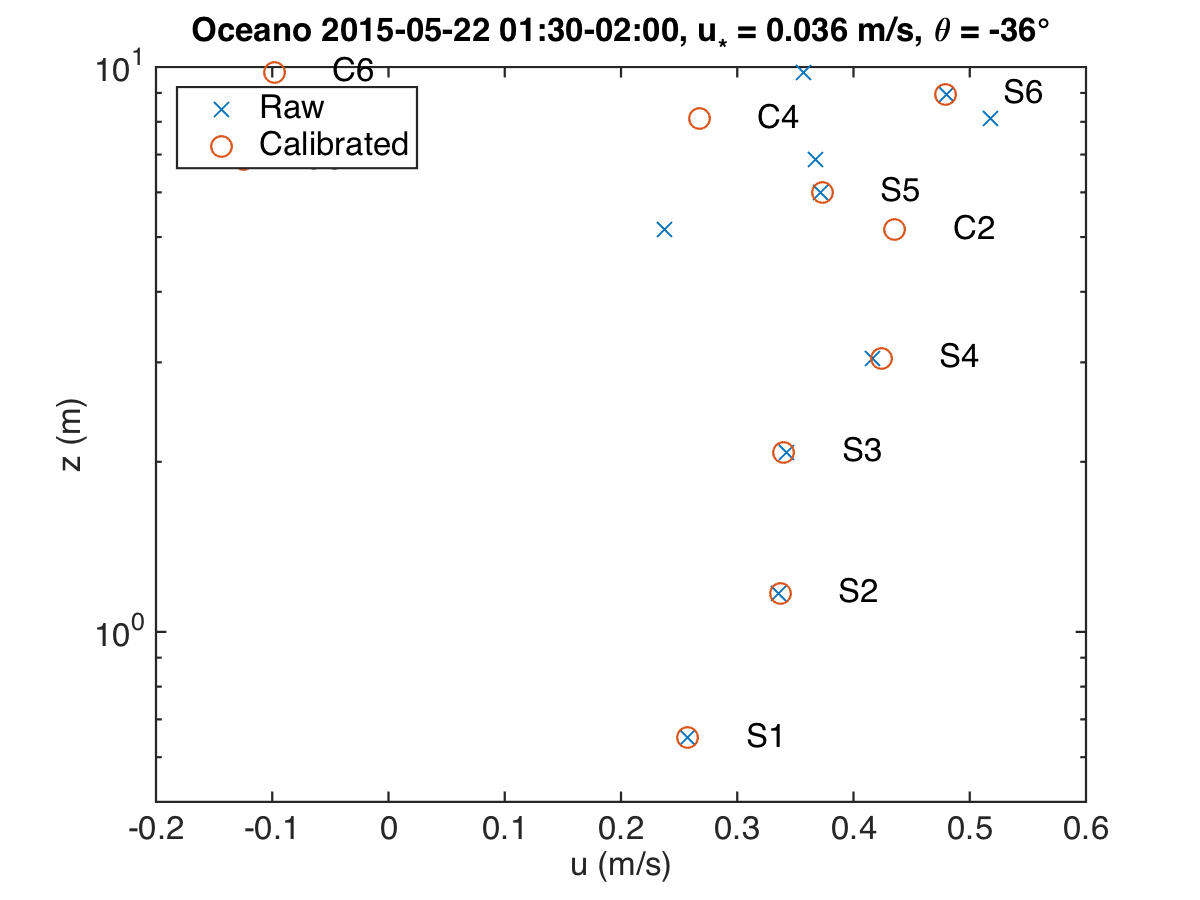 Oceano 2015-05-22 01:30-02:00, u* = 0.036 m/s, θ = -36°
10¹
C6
Raw
Calibrated
C4
S6
S5
C2
S4
S3
S2
S1
z (m)
10⁰
-0.2 -0.1 0 0.1 0.2 0.3 0.4 0.5 0.6
u (m/s)